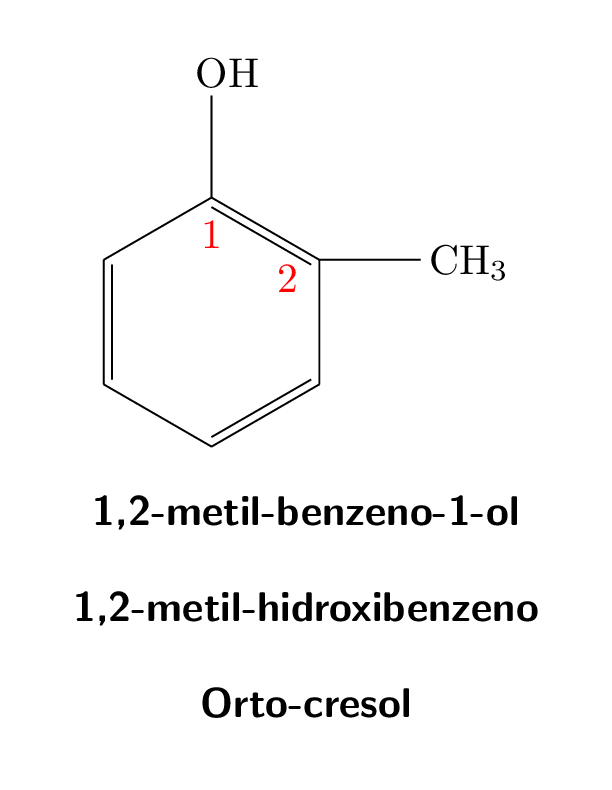 OH
1
2
CH₃
1,2-metil-benzeno-1-ol
1,2-metil-hidroxibenzeno
Orto-cresol